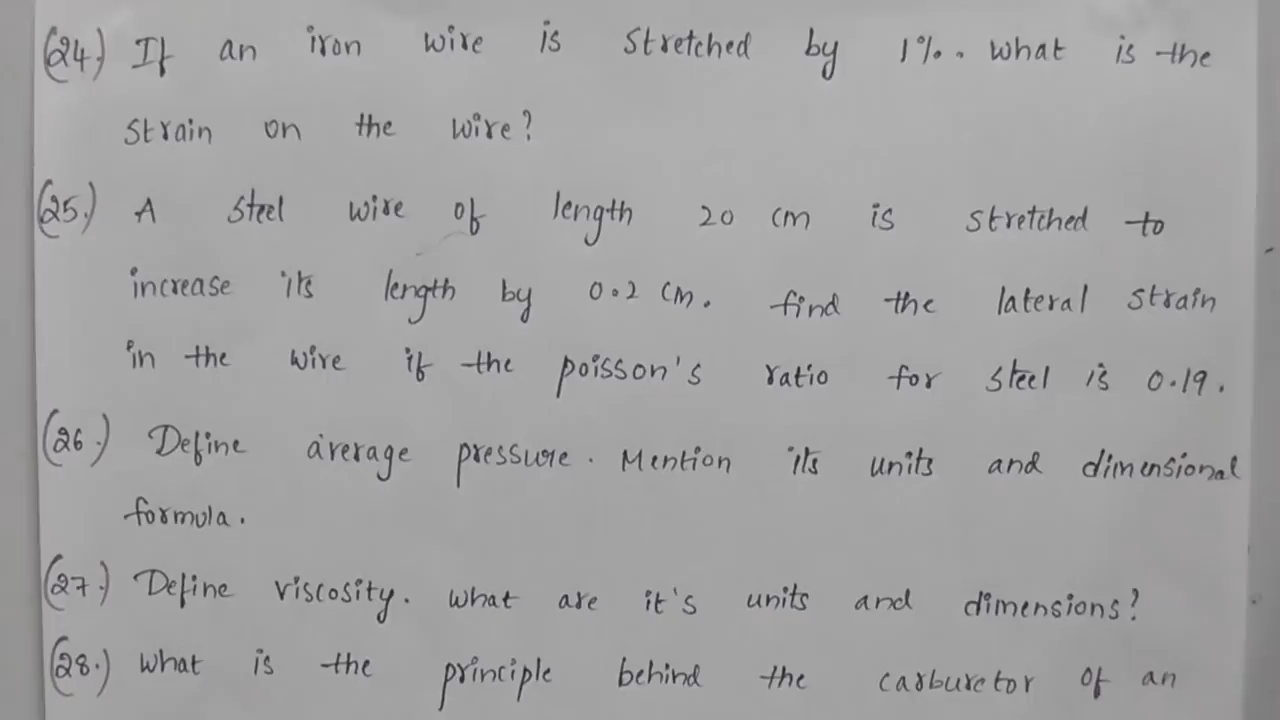 (24.) If an iron wire is stretched by 1%. what is the
strain on the wire?
(25.) A steel wire of length 20 cm is stretched to
increase its length by 0.2 cm. find the lateral strain
in the wire if the poisson's ratio for steel is 0.19.
(26.) Define average pressure. Mention its units and dimensional
formula.
(27.) Define viscosity. what are it's units and dimensions?
(28.) what is the principle behind the carburetor of an